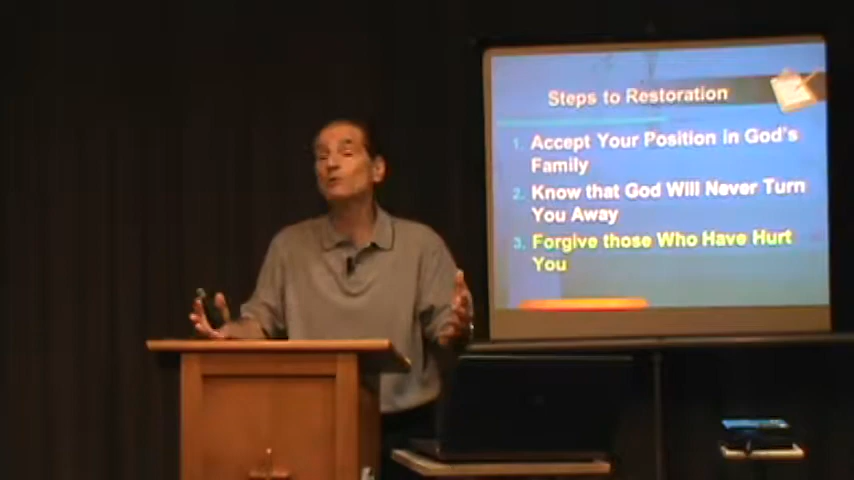 Steps to Restoration
1. Accept Your Position in God's
Family
2. Know that God Will Never Turn
You Away
3. Forgive those Who Have Hurt
You